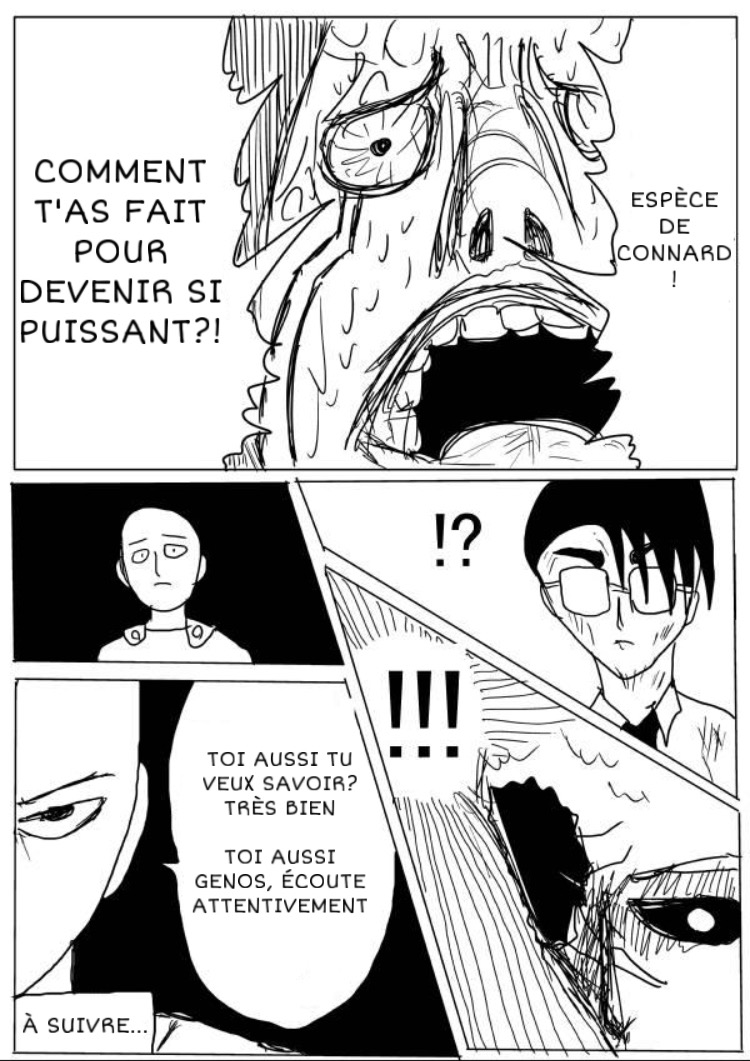 COMMENT
T'AS FAIT
POUR
DEVENIR SI
PUISSANT?!
ESPÈCE
DE
CONNARD
!
!?
!!!
TOI AUSSI TU
VEUX SAVOIR?
TRÈS BIEN
TOI AUSSI
GENOS, ÉCOUTE
ATTENTIVEMENT
À SUIVRE...